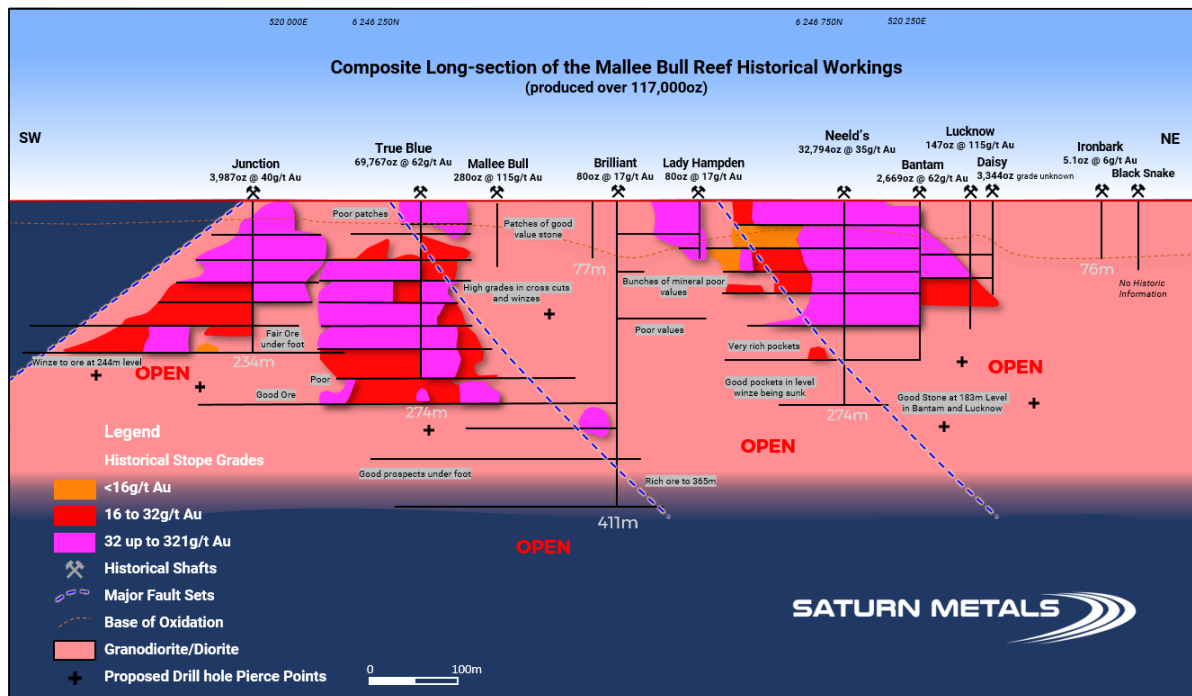 520 000E
6 246 250N
6 246 750N
520 250E
Composite Long-section of the Mallee Bull Reef Historical Workings
(produced over 117,000oz)
SW
NE
Junction
3,987oz @ 40g/t Au
True Blue
69,767oz @ 62g/t Au
Mallee Bull
280oz @ 115g/t Au
Brilliant
80oz @ 17g/t Au
Lady Hampden
80oz @ 17g/t Au
Neeld's
32,794oz @ 35g/t Au
Bantam
2,669oz @ 62g/t Au
Lucknow
147oz @ 115g/t Au
Daisy
3,344oz grade unknown
Ironbark
5.1oz @ 6g/t Au
Black Snake
Poor patches
Patches of good
value stone
77m
76m
High grades in cross cuts
and winzes
Bunches of mineral poor
values
No Historic
Information
Poor values
Fair Ore
under foot
Very rich pockets
Winze to ore at 244m level
OPEN
234m
Poor
Good Ore
274m
Good pockets in level
winze being sunk
274m
OPEN
Good Stone at 183m Level
in Bantam and Lucknow
OPEN
Good prospects under foot
Rich ore to 365m
411m
OPEN
Legend
Historical Stope Grades
<16g/t Au
16 to 32g/t Au
32 up to 321g/t Au
Historical Shafts
Major Fault Sets
Base of Oxidation
Granodiorite/Diorite
Proposed Drill hole Pierce Points
0
100m
SATURN METALS